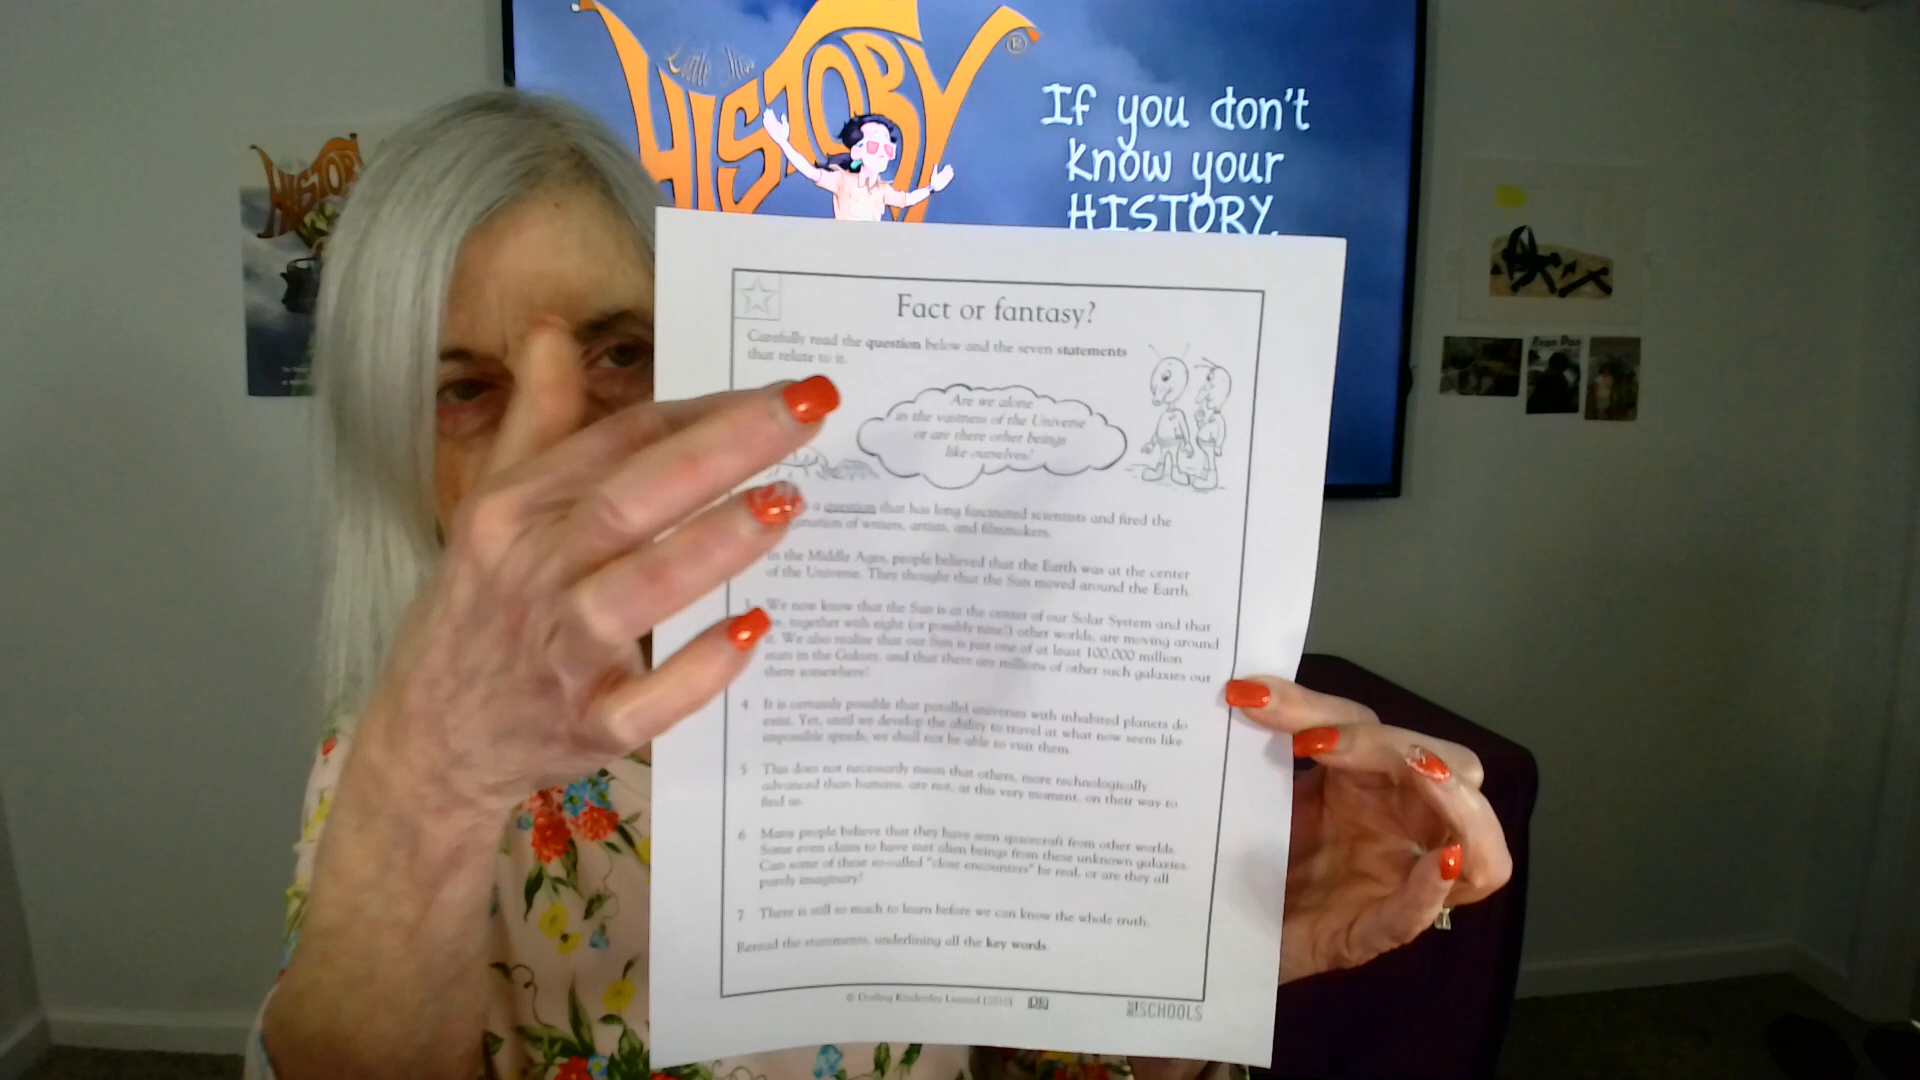 Little Miss
HISTORY
®
If you don't
know your
HISTORY,
HISTORY
Fact or fantasy?
Carefully read the question below and the seven statements
that relate to it.
Are we alone
in the vastness of the Universe
or are there other beings
like ourselves?
a question that has long fascinated scientists and fired the
of writers, artists, and filmmakers.
in the Middle Ages, people believed that the Earth was at the center
of the Universe. They thought that the Sun moved around the Earth.
3 We now know that the Sun is at the center of our Solar System and that
we, together with eight (or possibly nine!) other worlds, are moving around
it. We also realize that our Sun is just one of at least 100,000 million
stars in the Galaxy, and that there are millions of other such galaxies out
there somewhere!
4 It is certainly possible that parallel universes with inhabited planets do
exist. Yet, until we develop the ability to travel at what now seem like
impossible speeds, we shall not be able to visit them.
5 This does not necessarily mean that others, more technologically
advanced than humans, are not, at this very moment, on their way to
find us.
6 Many people believe that they have seen spacecraft from other worlds.
Some even claim to have met alien beings from these unknown galaxies.
Can some of these so-called "close encounters" be real, or are they all
purely imaginary?
7 There is still so much to learn before we can know the whole truth.
Reread the statements, underlining all the key words.
© Dorling Kindersley Limited [2010]
DK
SCHOOLS